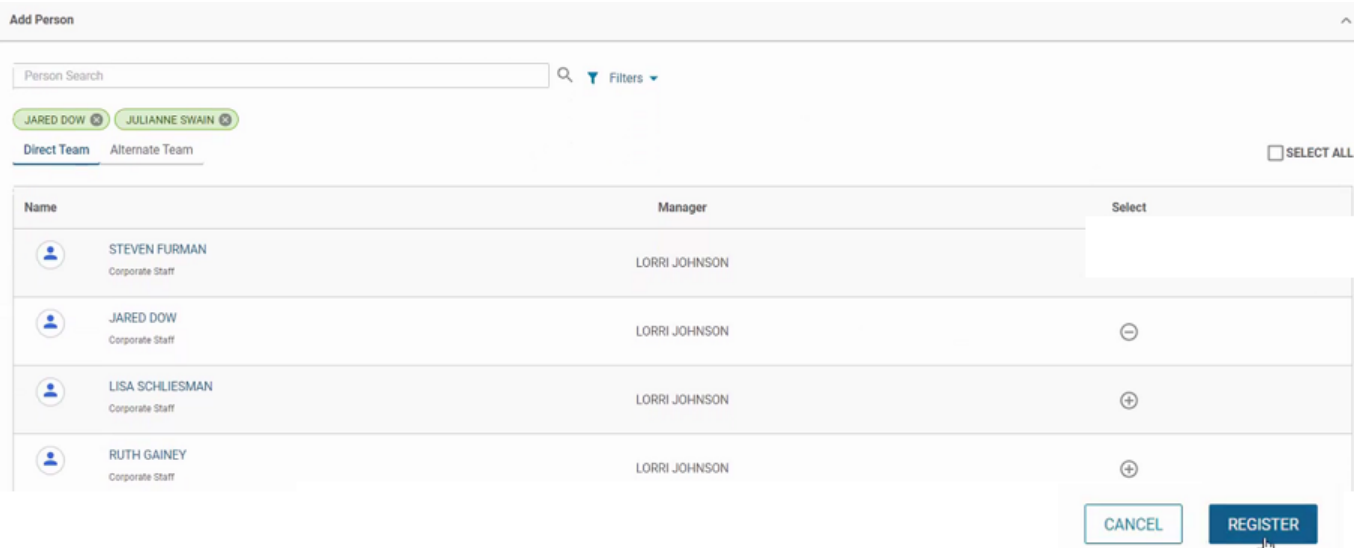 Add Person
Person Search
Filters
JARED DOW JULIANNE SWAIN
Direct Team Alternate Team
SELECT ALL
Name Manager Select
STEVEN FURMAN
Corporate Staff
LORRI JOHNSON
JARED DOW
Corporate Staff
LORRI JOHNSON
LISA SCHLIESMAN
Corporate Staff
LORRI JOHNSON
RUTH GAINEY
Corporate Staff
LORRI JOHNSON
CANCEL REGISTER